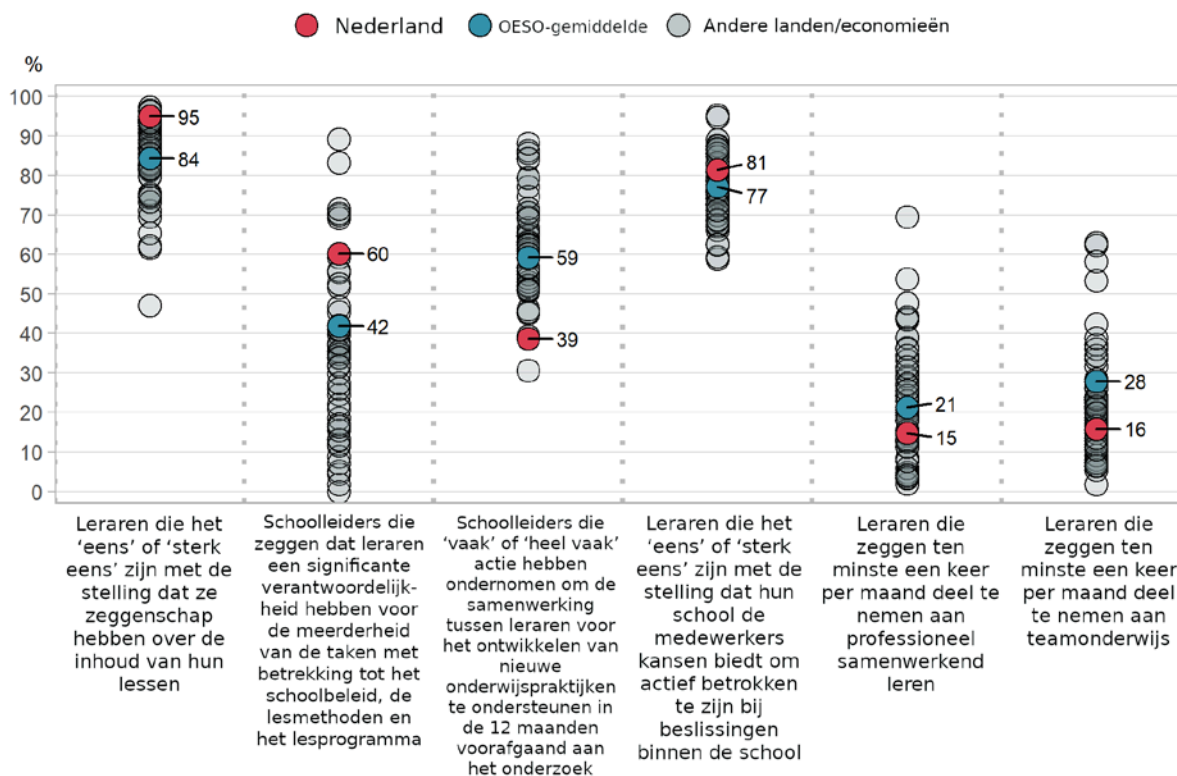 Nederland OESO-gemiddelde Andere landen/economieën
%
100
90
80
70
60
50
40
30
20
10
0
95
84
60
42
59
39
81
77
21
15
28
16
Leraren die het
‘eens’ of ‘sterk
eens’ zijn met de
stelling dat ze
zeggenschap
hebben over de
inhoud van hun
lessen
Schoolleiders die
zeggen dat leraren
een significante
verantwoordelijk-
kheid hebben voor
de meerderheid
van de taken met
betrekking tot het
schoolbeleid, de
lesmethoden en
het lesprogramma
Schoolleiders die
‘vaak’ of ‘heel vaak’
actie hebben
ondernomen om de
samenwerking
tussen leraren voor
het ontwikkelen van
nieuwe
onderwijspraktijken
te ondersteunen in
de 12 maanden
voorafgaand aan
het onderzoek
Leraren die het
‘eens’ of ‘sterk
eens’ zijn met de
stelling dat hun
school de
medewerkers
kansen biedt om
actief betrokken
te zijn bij
beslissingen
binnen de school
Leraren die
zeggen ten
minste een keer
per maand deel te
nemen aan
professioneel
samenwerkend
leren
Leraren die
zeggen ten
minste een keer
per maand deel
te nemen aan
teamonderwijs